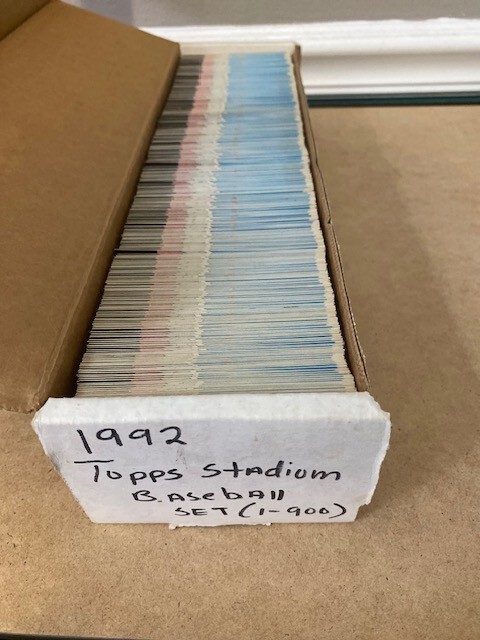 1992
Topps Stadium
Baseball
SET (1-900)